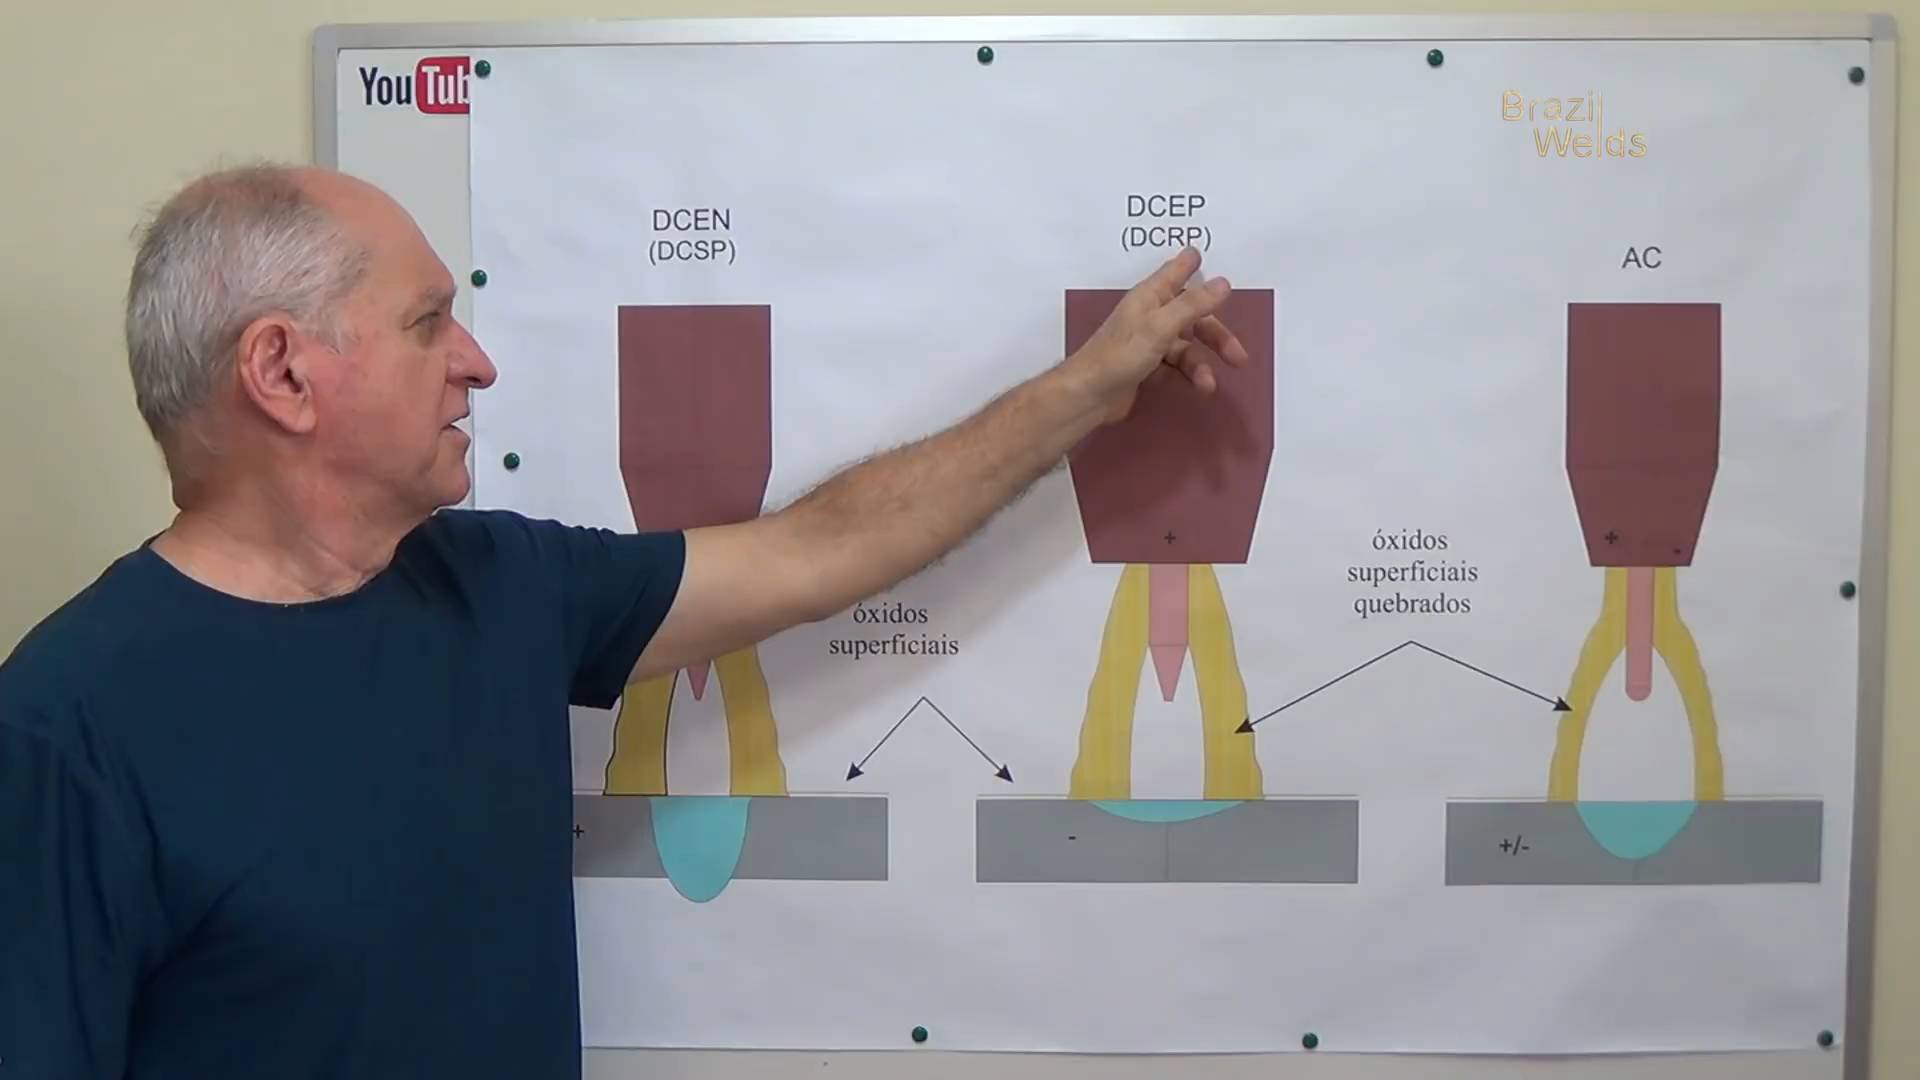 YouTub
Brazil
Welds
DCEN
(DCSP)
DCEP
(DCRP)
AC
óxidos
superficiais
óxidos
superficiais
quebrados
+
+ -
+
-
+/-